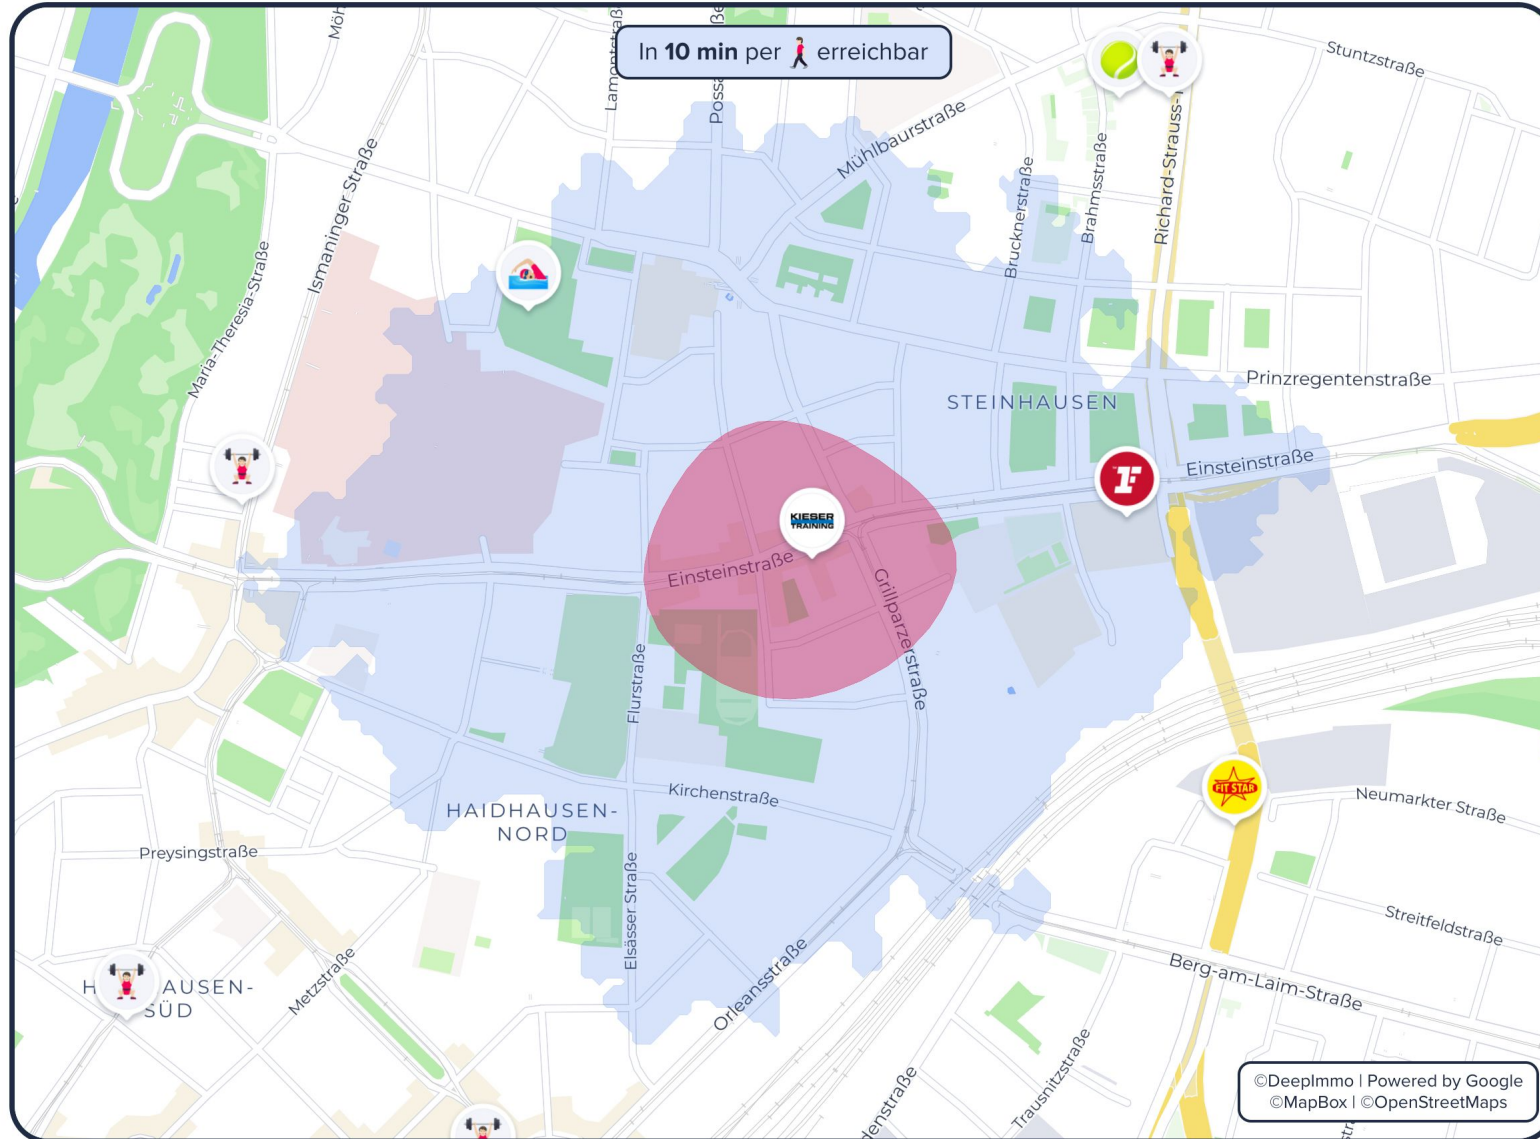 In 10 min per erreichbar
Stuntzstraße
Mühlbaurstraße
Ismaninger Straße
Brucknerstraße
Brahmsstraße
Richard-Strauss-
Maria-Theresia-Straße
Prinzregentenstraße
STEINHAUSEN
Einsteinstraße
KIESER
TRAINING
Einsteinstraße
Grillparzerstraße
Flurstraße
Kirchenstraße
FIT STAR
Neumarkter Straße
HAIDHAUSEN-
NORD
Preysingstraße
Elsässer Straße
Streitfeldstraße
Metzstraße
Orleansstraße
Berg-am-Laim-Straße
AUSEN-
SÜD
Trausnitzstraße
denstraße
©DeepImmo | Powered by Google
©MapBox | ©OpenStreetMaps